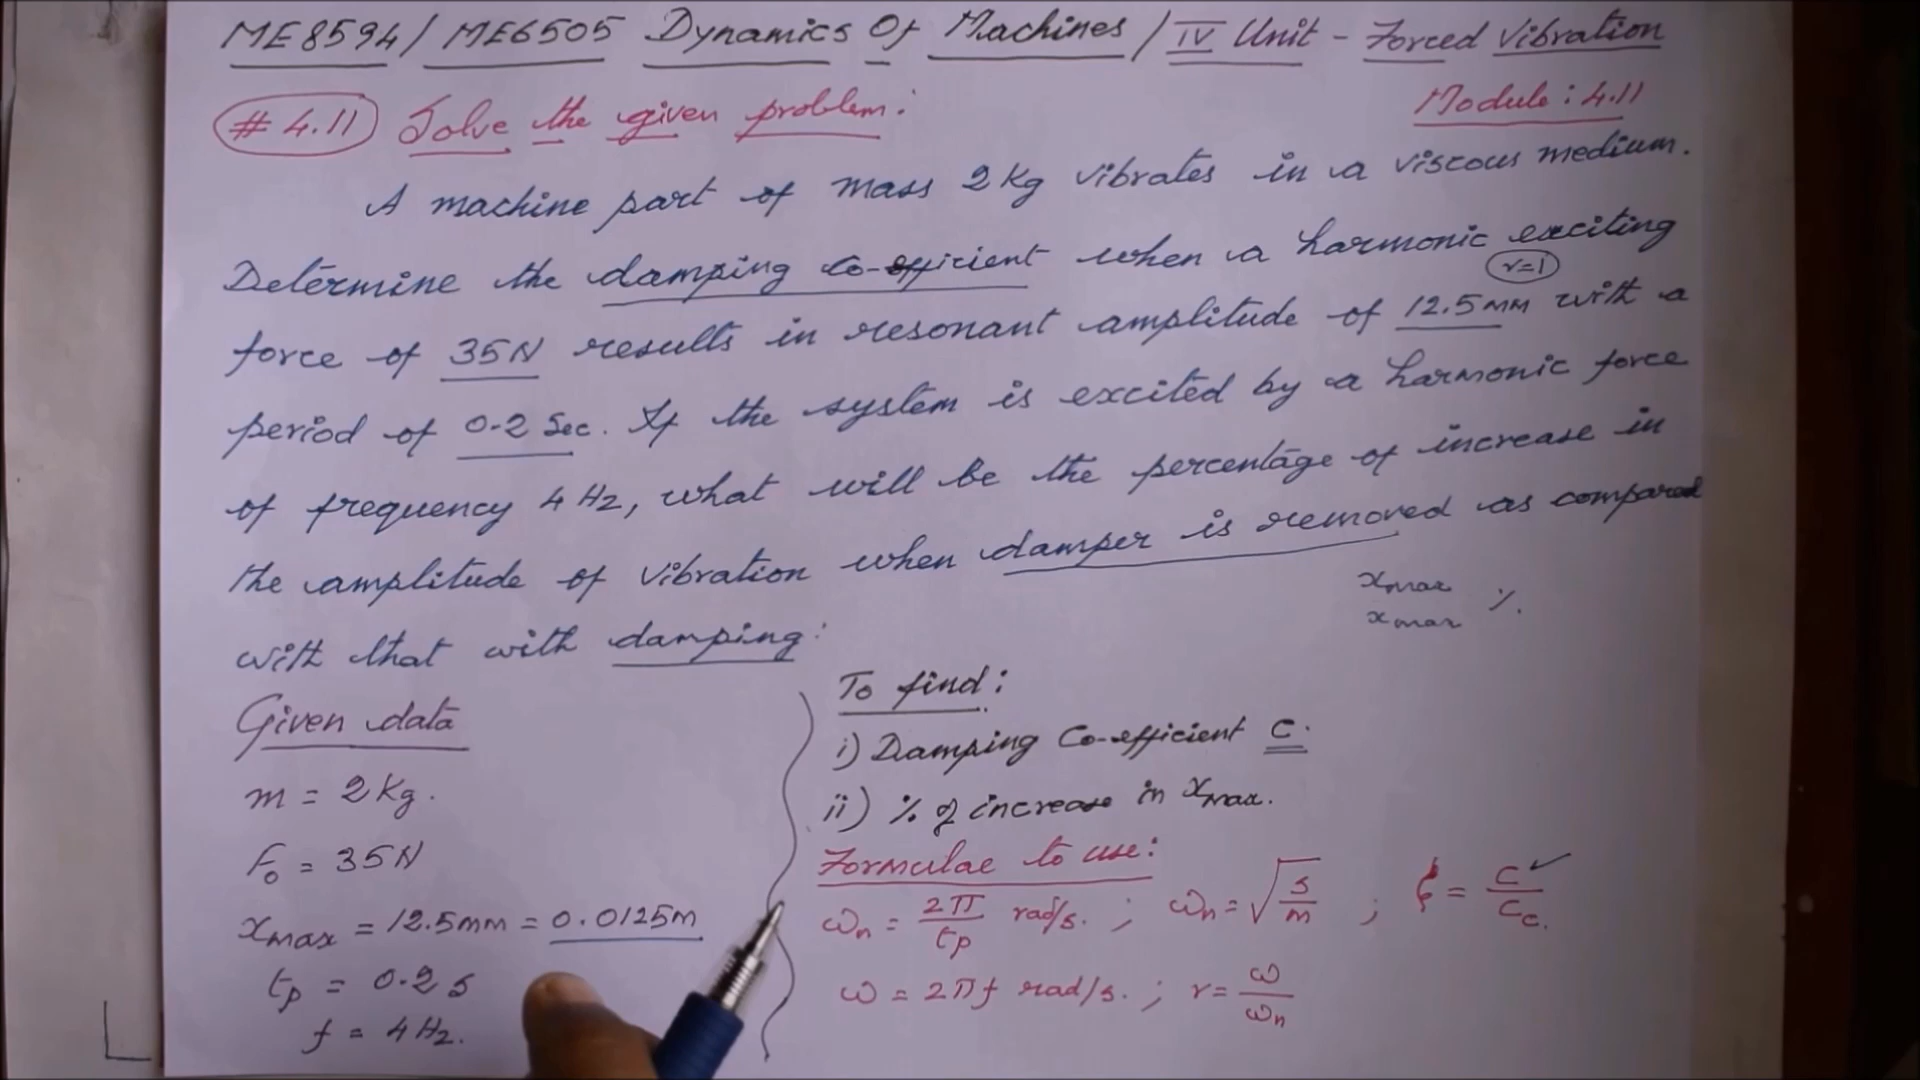 ME8594/ME6505 Dynamics Of Machines / IV Unit - Forced Vibration
# 4.11 Solve the given problem: Module: 4.11
A machine part of mass 2 Kg vibrates in a viscous medium.
Determine the damping co-efficient when a harmonic exciting
r=1
force of 35N results in resonant amplitude of 12.5mm with a
period of 0.2 Sec. If the system is excited by a harmonic force
of frequency 4 Hz, what will be the percentage of increase in
the amplitude of vibration when damper is removed as compared
xmax
xmax %.
with that with damping:
Given data
m = 2 Kg.
F₀ = 35N
xmax = 12.5mm = 0.0125m
tp = 0.2 s
f = 4 Hz.
To find:
i) Damping Co-efficient C.
ii) % of increase in xmax.
Formulae to use:
ωn = 2π/tp rad/s. ; ωn = √(s/m) ; ξ = C/Cc. ✓
ω = 2πf rad/s. ; r = ω/ωn